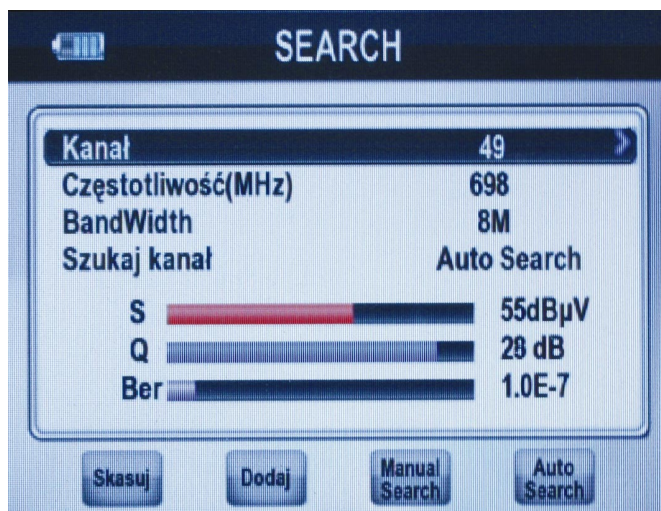 SEARCH
Kanał 49
Częstotliwość(MHz) 698
BandWidth 8M
Szukaj kanał Auto Search
S 55dBµV
Q 28 dB
Ber 1.0E-7
Skasuj Dodaj Manual Search Auto Search